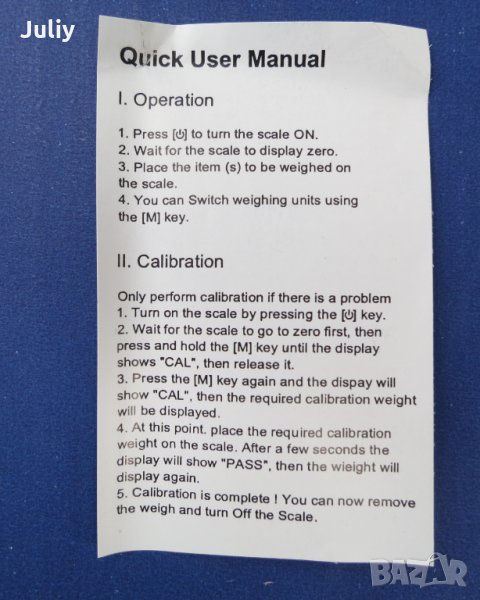 Juliy
Quick User Manual
I. Operation
1. Press [⏻] to turn the scale ON.
2. Wait for the scale to display zero.
3. Place the item (s) to be weighed on
the scale.
4. You can Switch weighing units using
the [M] key.
II. Calibration
Only perform calibration if there is a problem
1. Turn on the scale by pressing the [⏻] key.
2. Wait for the scale to go to zero first, then
press and hold the [M] key until the display
shows "CAL", then release it.
3. Press the [M] key again and the dispay will
show "CAL", then the required calibration weight
will be displayed.
4. At this point. place the required calibration
weight on the scale. After a few seconds the
display will show "PASS", then the wieight will
display again.
5. Calibration is complete ! You can now remove
the weigh and turn Off the Scale.
BAZAR